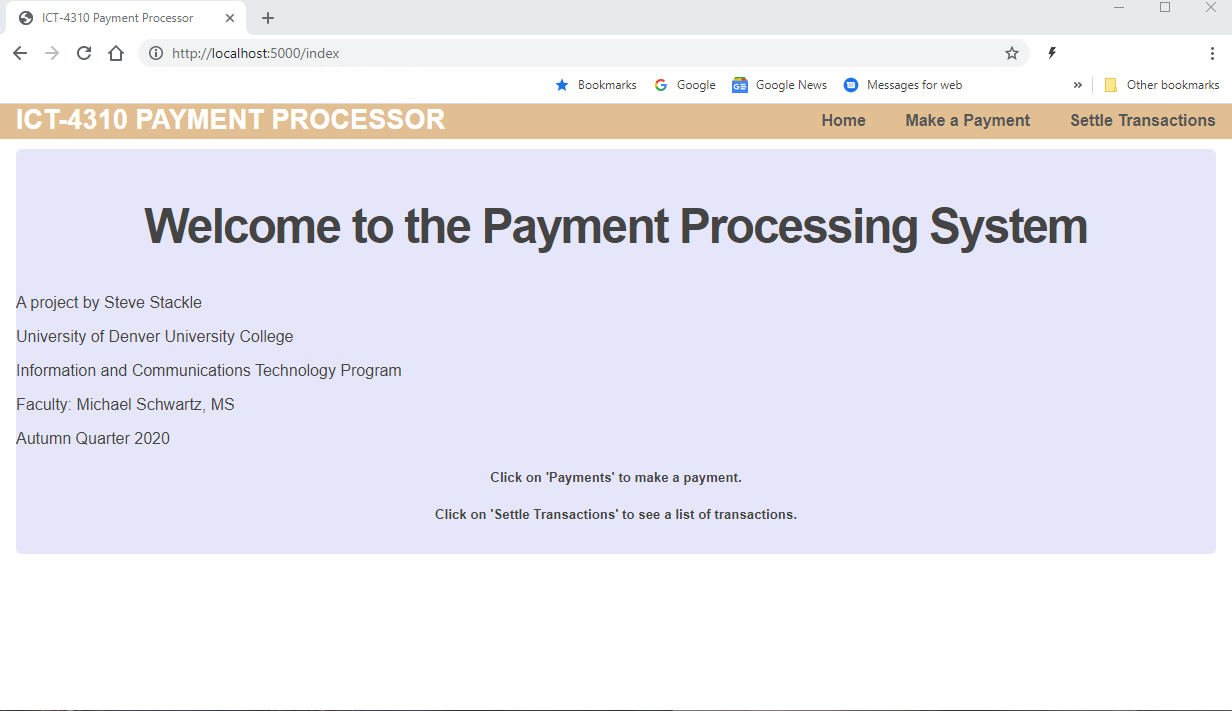 ICT-4310 Payment Processor
http://localhost:5000/index
Bookmarks Google Google News Messages for web » Other bookmarks
ICT-4310 PAYMENT PROCESSOR Home Make a Payment Settle Transactions
Welcome to the Payment Processing System
A project by Steve Stackle
University of Denver University College
Information and Communications Technology Program
Faculty: Michael Schwartz, MS
Autumn Quarter 2020
Click on 'Payments' to make a payment.
Click on 'Settle Transactions' to see a list of transactions.